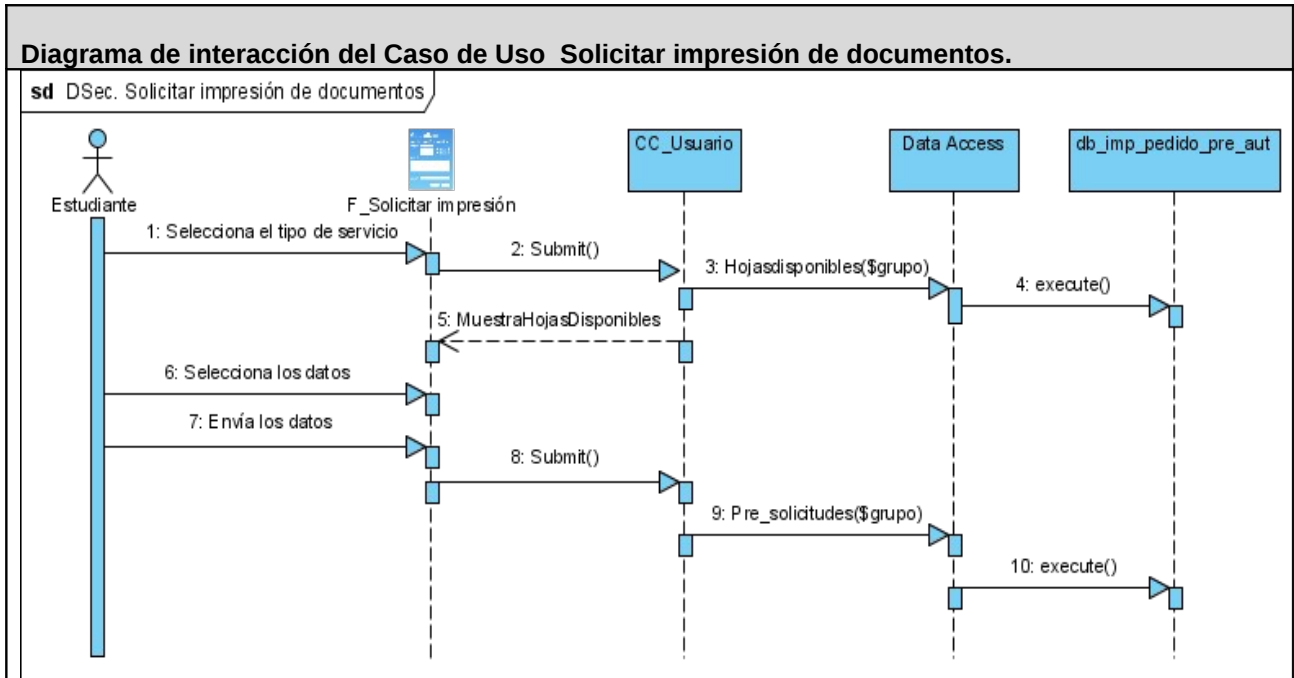 Diagrama de interacción del Caso de Uso Solicitar impresión de documentos.
sd DSec. Solicitar impresión de documentos
CC_Usuario
Data Access
db_imp_pedido_pre_aut
Estudiante
F_Solicitar impresión
1: Selecciona el tipo de servicio
2: Submit()
3: Hojasdisponibles($grupo)
4: execute()
5: MuestraHojasDisponibles
6: Selecciona los datos
7: Envía los datos
8: Submit()
9: Pre_solicitudes($grupo)
10: execute()